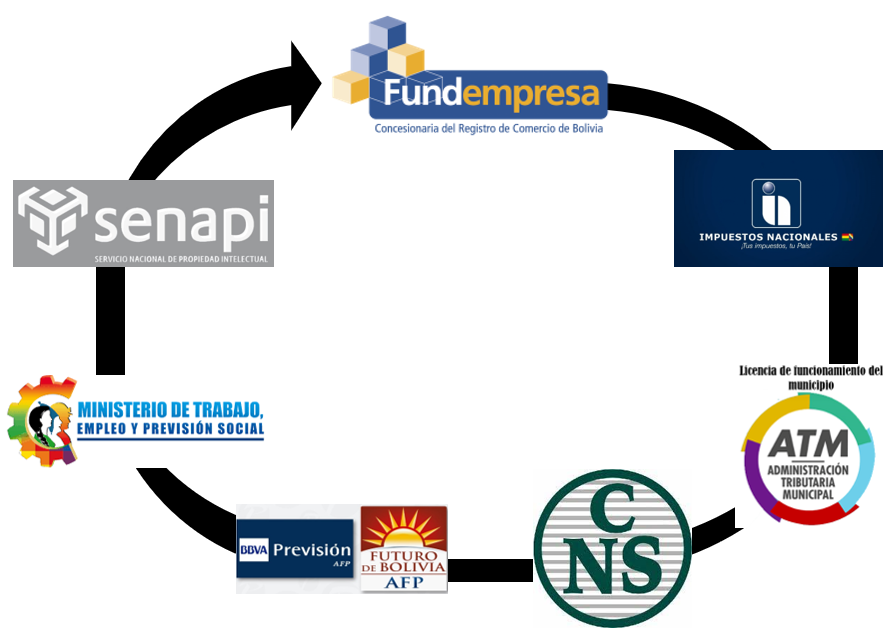 Fundempresa
Concesionaria del Registro de Comercio de Bolivia
senapi
SERVICIO NACIONAL DE PROPIEDAD INTELECTUAL
IMPUESTOS NACIONALES
¡Tus impuestos, tu País!
Licencia de funcionamiento del
municipio
ATM
ADMINISTRACIÓN
TRIBUTARIA
MUNICIPAL
MINISTERIO DE TRABAJO,
EMPLEO Y PREVISIÓN SOCIAL
C
NS
BBVA Previsión
AFP
FUTURO
DE BOLIVIA
AFP